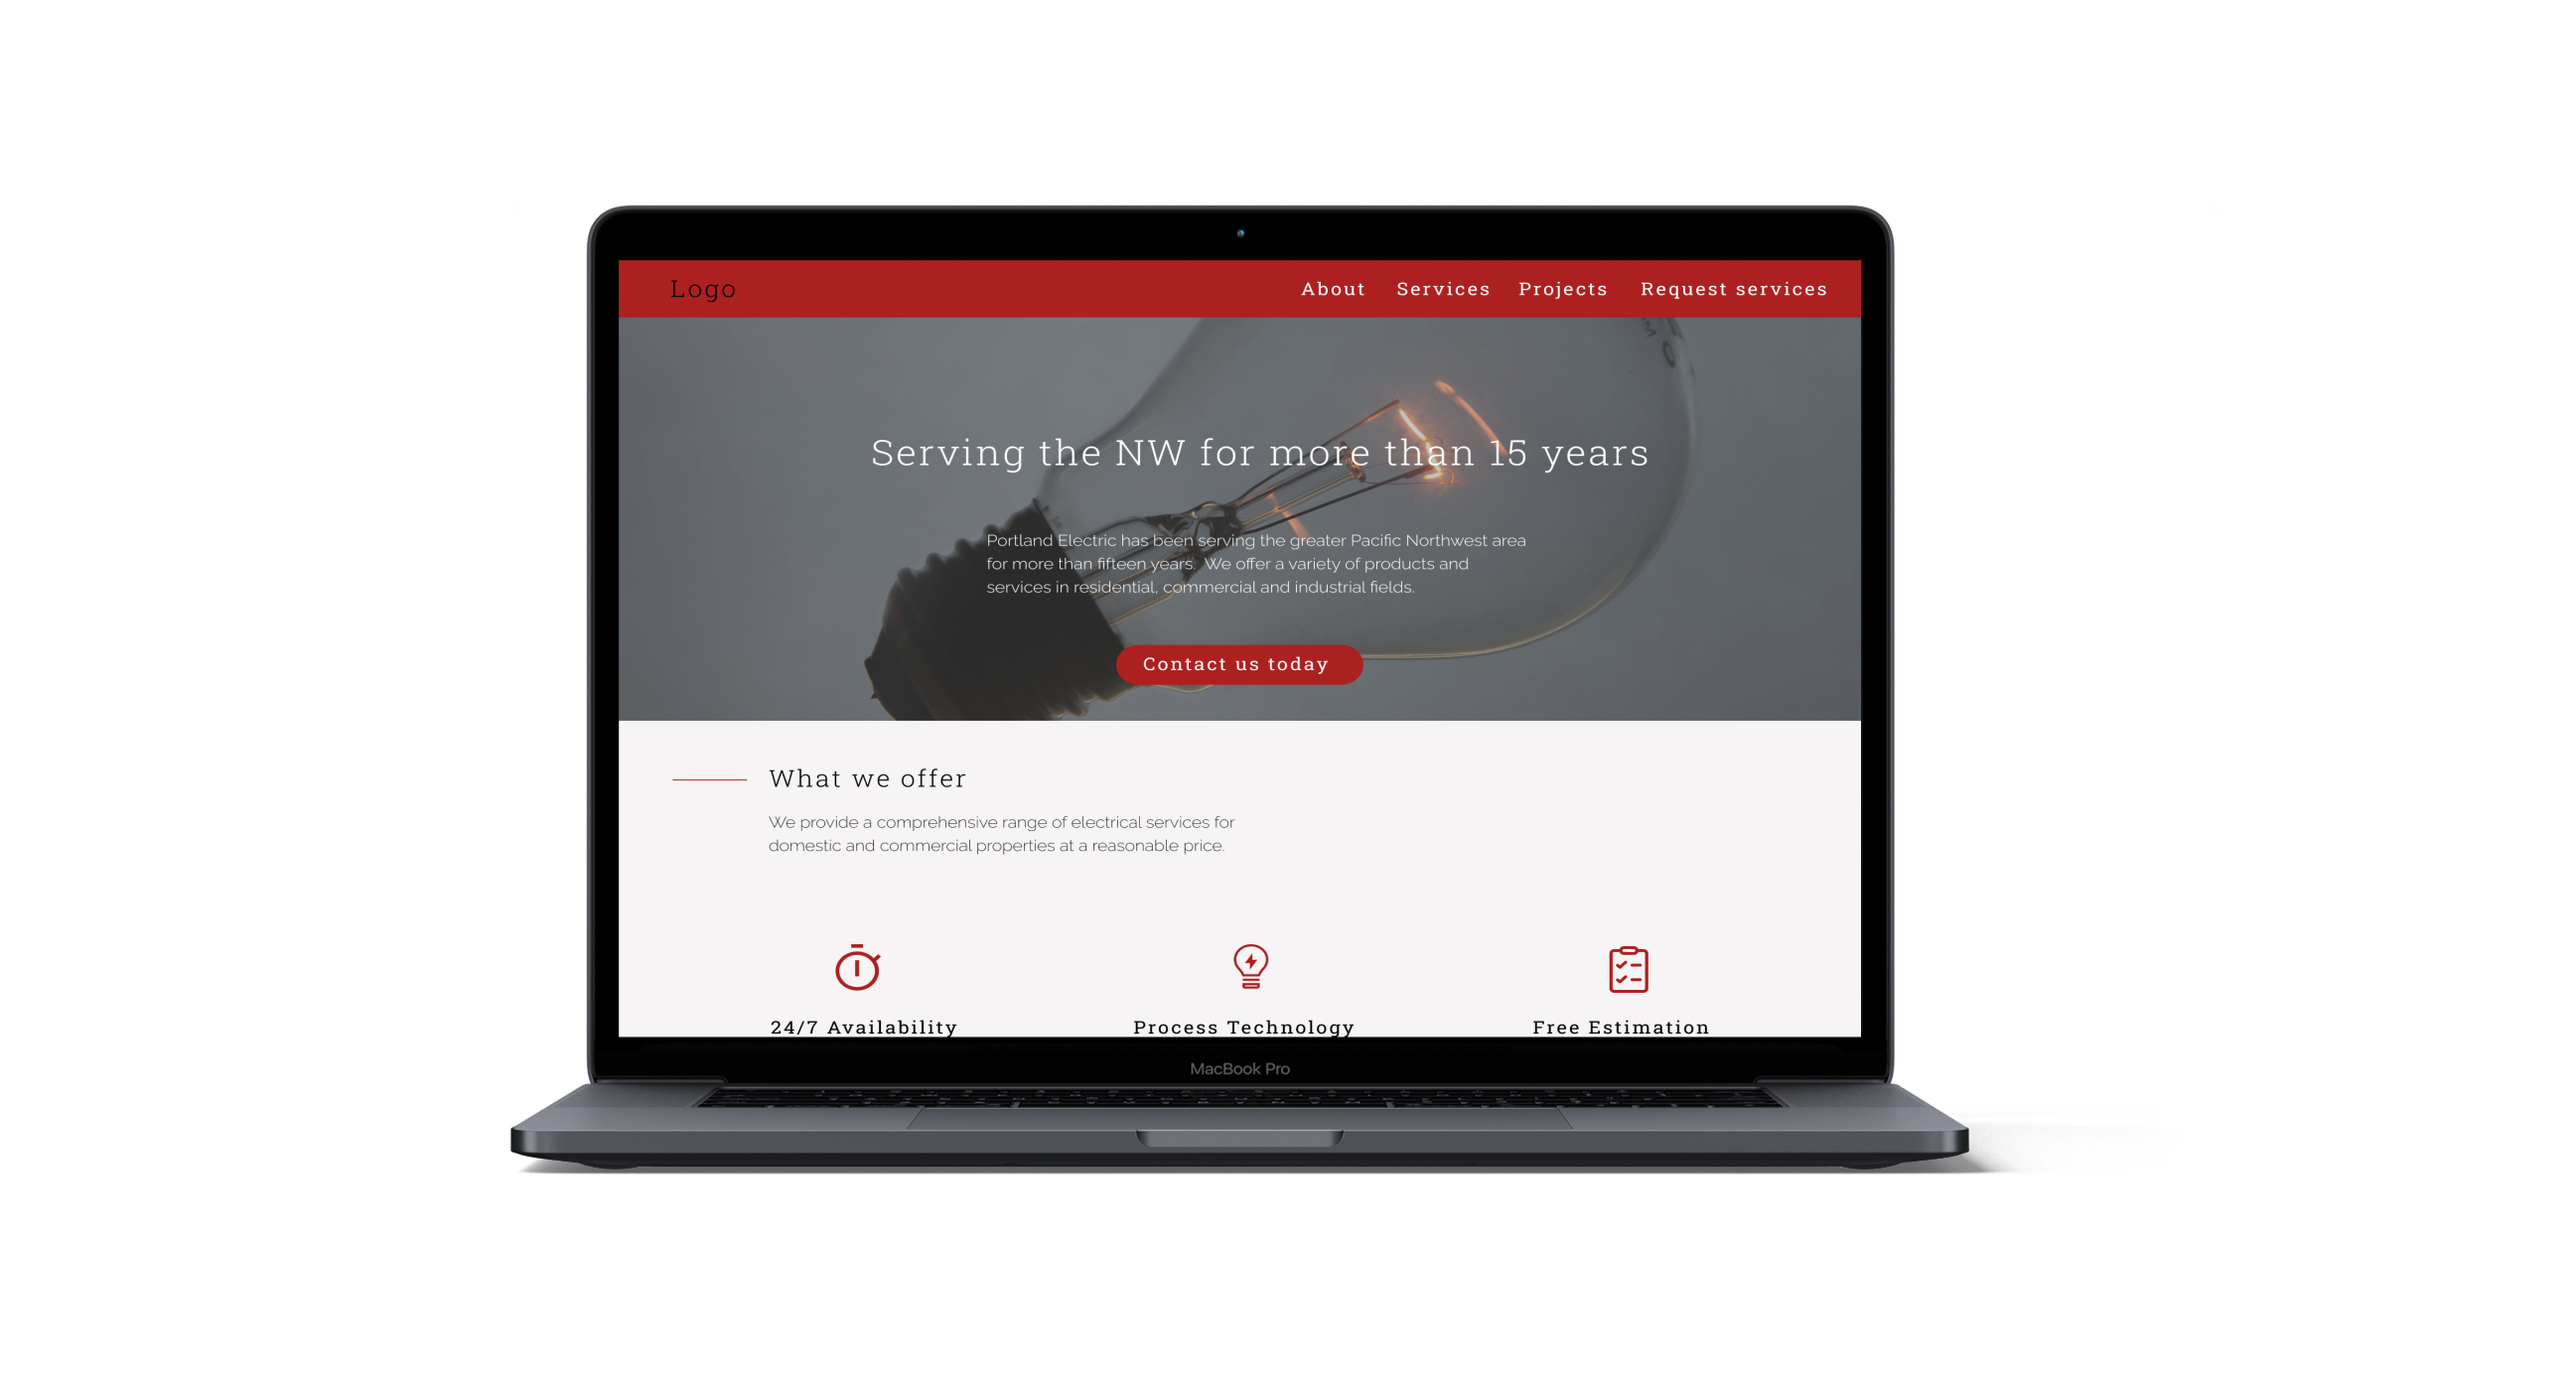 Logo
About Services Projects Request services
Serving the NW for more than 15 years
Portland Electric has been serving the greater Pacific Northwest area
for more than fifteen years.  We offer a variety of products and
services in residential, commercial and industrial fields.
Contact us today
What we offer
We provide a comprehensive range of electrical services for
domestic and commercial properties at a reasonable price.
24/7 Availability
Process Technology
Free Estimation
MacBook Pro